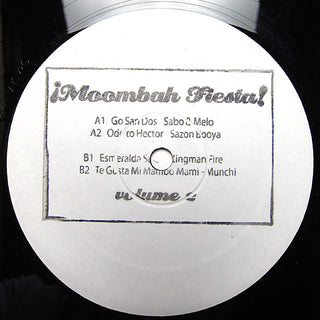 ¡Moombah Fiesta!
A1 Go San Dos Sabo & Melo
A2 to Hector Sazon Booya
B1 Esmeralda Kingman Fire
B2 Te Gusta Mi Mambo Mami - Munchi
volume 2